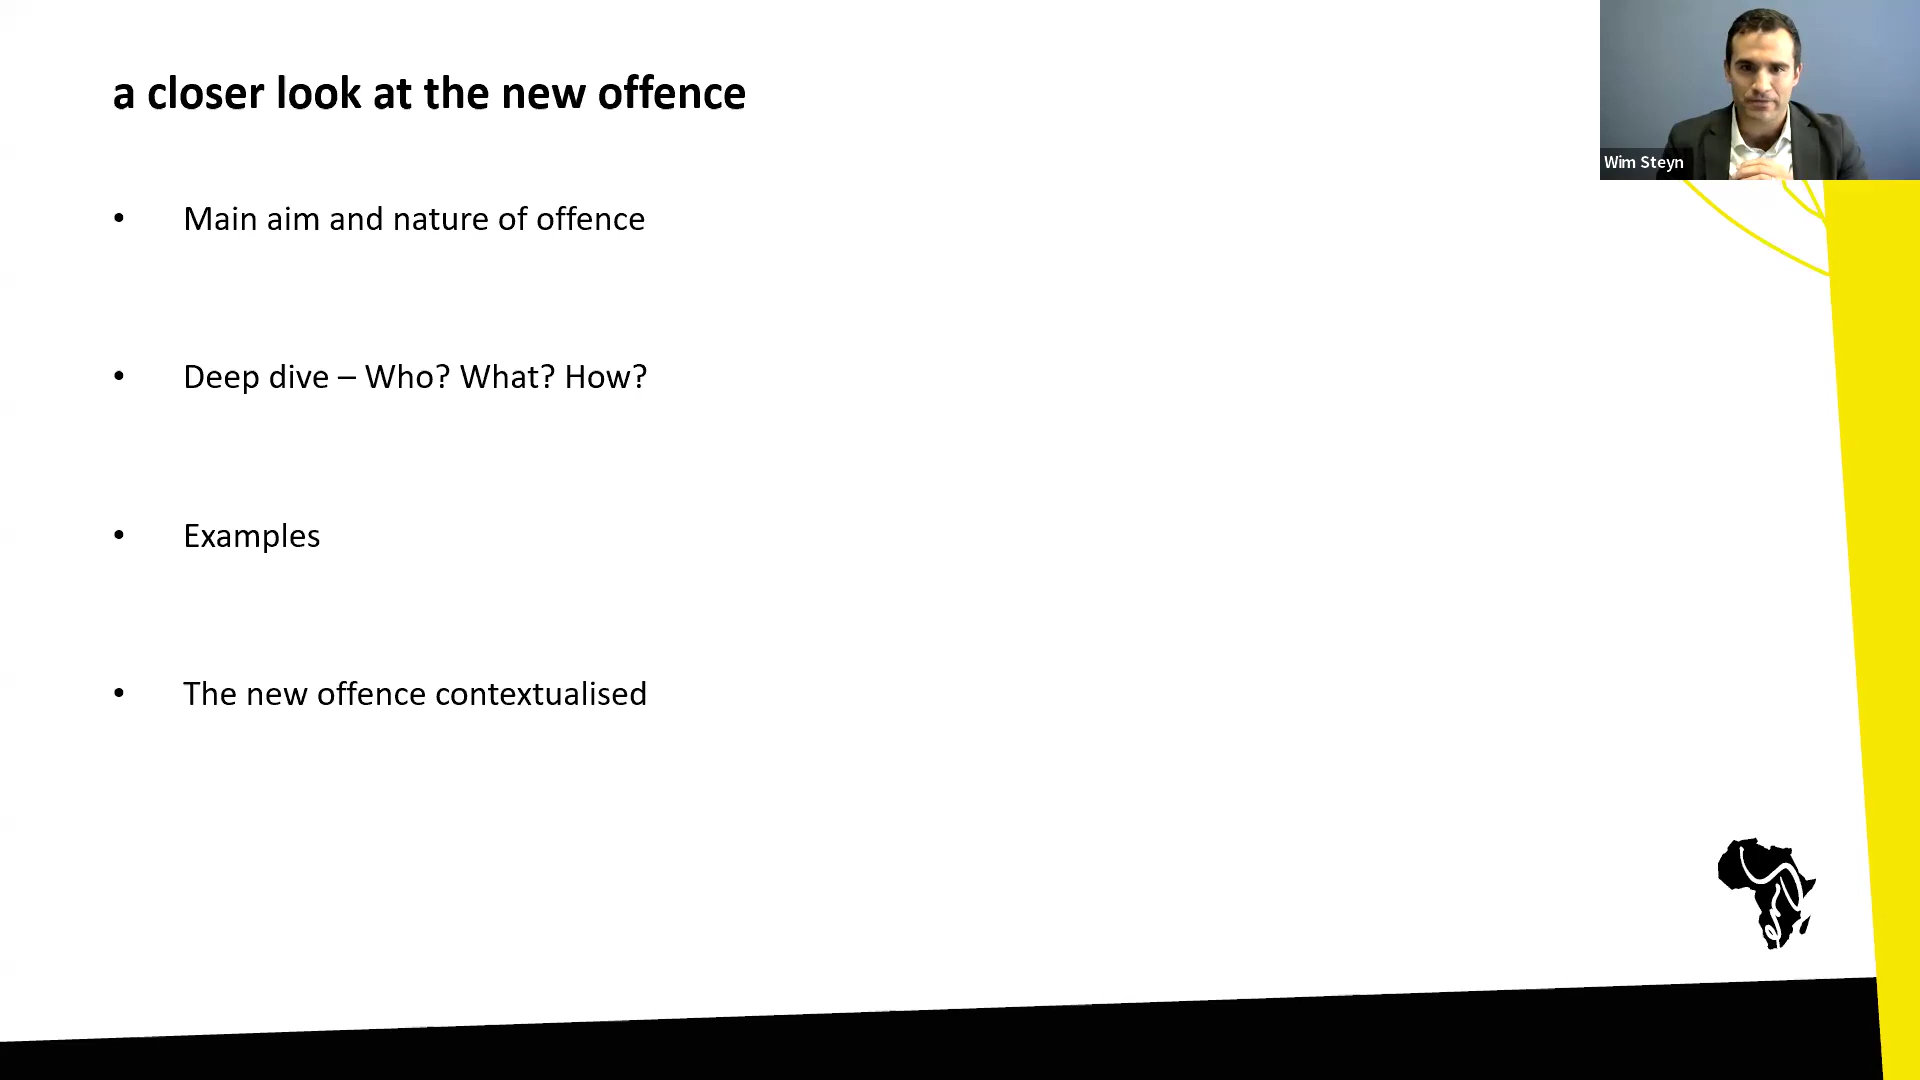 a closer look at the new offence
Wim Steyn
• Main aim and nature of offence
• Deep dive – Who? What? How?
• Examples
• The new offence contextualised